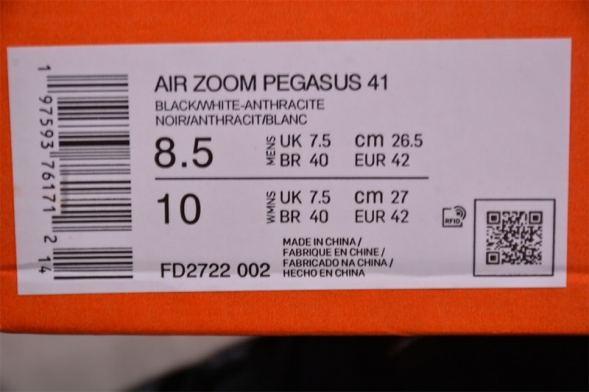 AIR ZOOM PEGASUS 41
BLACK/WHITE-ANTHRACITE
NOIR/ANTHRACIT/BLANC
8.5 MENS UK 7.5 cm 26.5
BR 40 EUR 42
10 WMNS UK 7.5 cm 27
BR 40 EUR 42
RFID
FD2722 002
MADE IN CHINA /
FABRIQUE EN CHINE /
FABRICADO NA CHINA /
HECHO EN CHINA
1 97593 76171 2 14